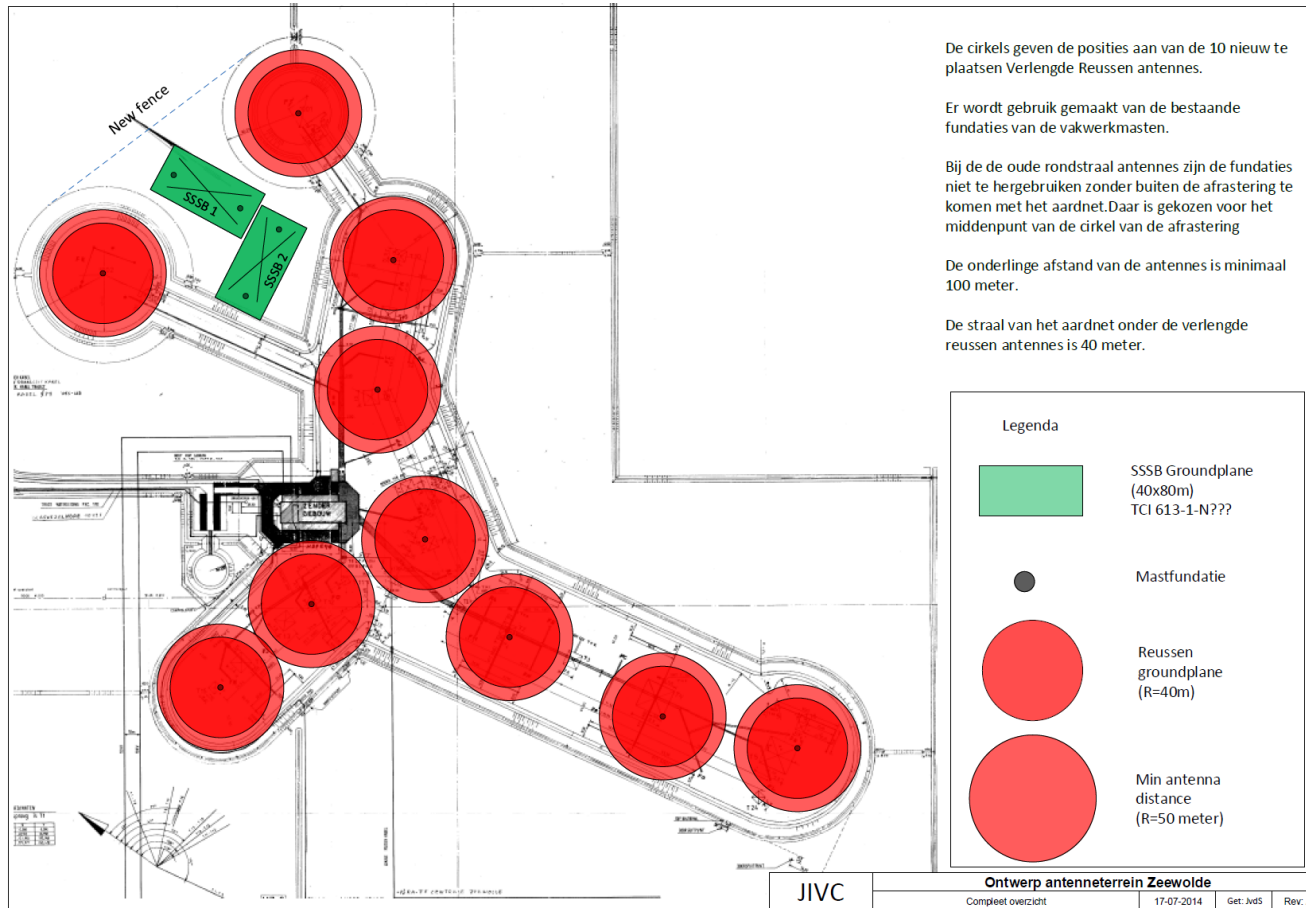 De cirkels geven de posities aan van de 10 nieuw te
plaatsen Verlengde Reussen antennes.
Er wordt gebruik gemaakt van de bestaande
fundaties van de vakwerkmasten.
Bij de de oude rondstraal antennes zijn de fundaties
niet te hergebruiken zonder buiten de afrastering te
komen met het aardnet.Daar is gekozen voor het
middenpunt van de cirkel van de afrastering
De onderlinge afstand van de antennes is minimaal
100 meter.
De straal van het aardnet onder de verlengde
reussen antennes is 40 meter.
New fence
SSSB 1
SSSB 2
ZENDER
GEBOUW
T 24
Legenda
SSSB Groundplane
(40x80m)
TCI 613-1-N???
Mastfundatie
Reussen
groundplane
(R=40m)
Min antenna
distance
(R=50 meter)
JIVC
Ontwerp antenneterrein Zeewolde
Compleet overzicht
17-07-2014
Get: JvdS
Rev: